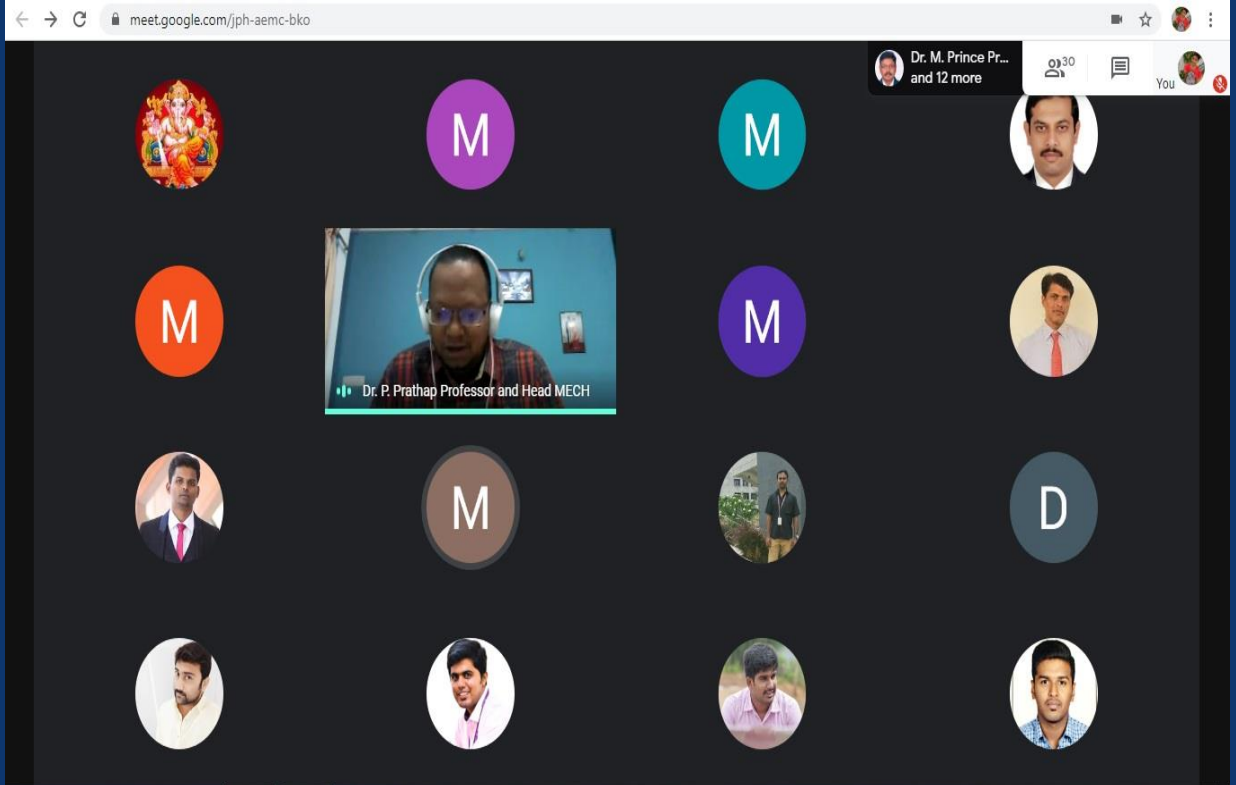 meet.google.com/jph-aemc-bko
Dr. M. Prince Pr...
and 12 more
30
You
M
M
M
Dr. P. Prathap Professor and Head MECH
M
M
D